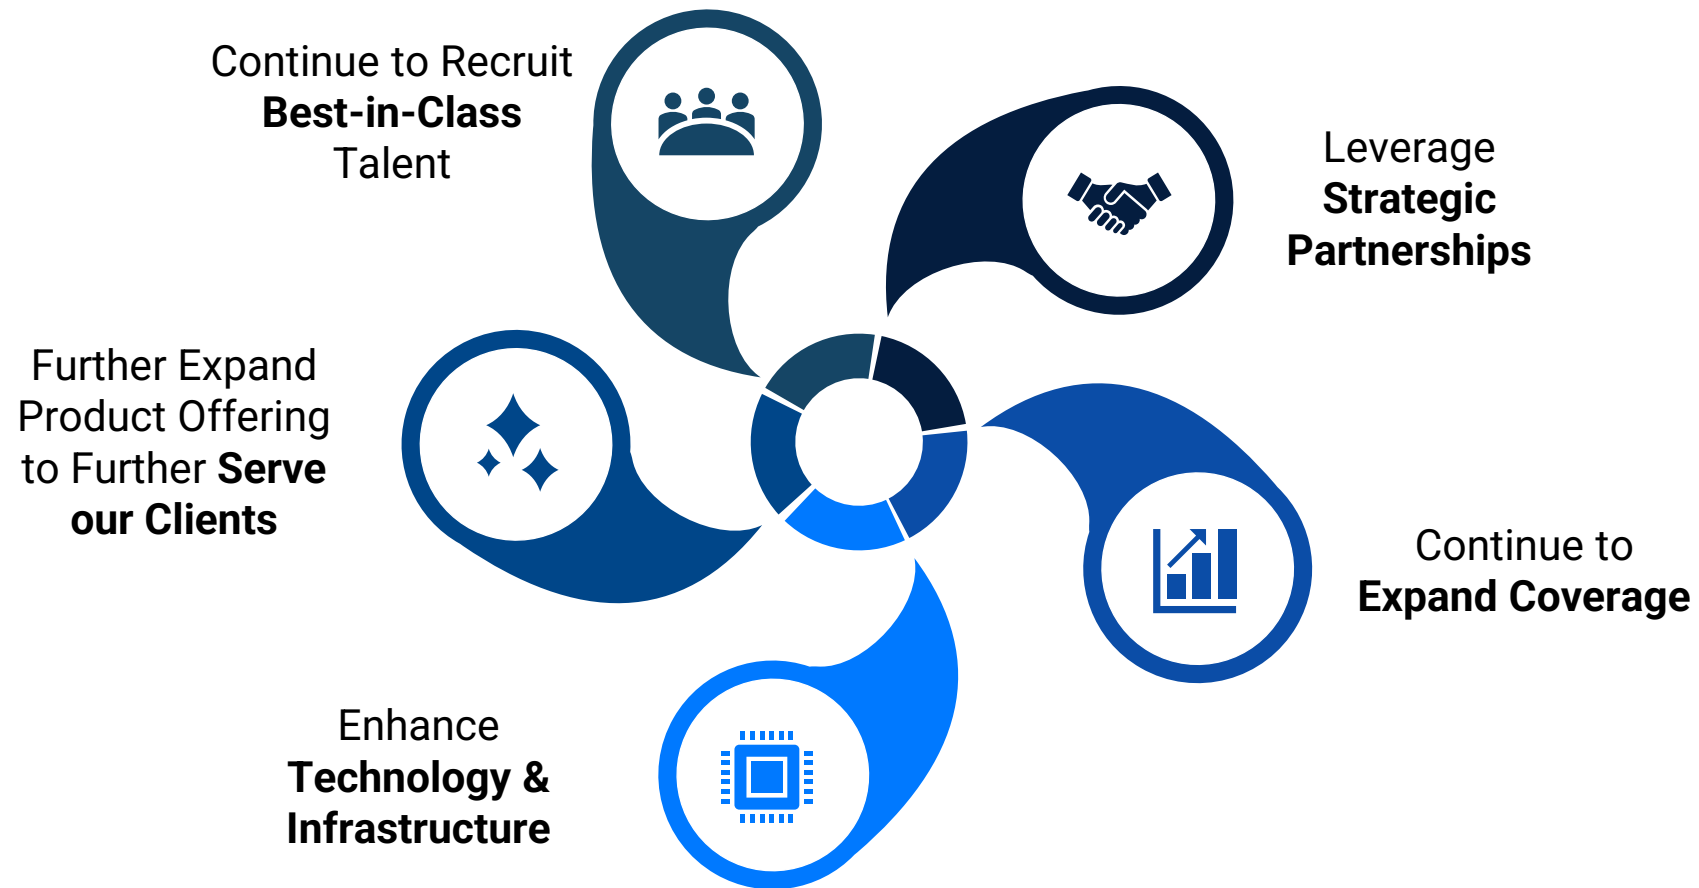 Continue to Recruit
Best-in-Class
Talent
Leverage
Strategic
Partnerships
Further Expand
Product Offering
to Further Serve
our Clients
Continue to
Expand Coverage
Enhance
Technology &
Infrastructure